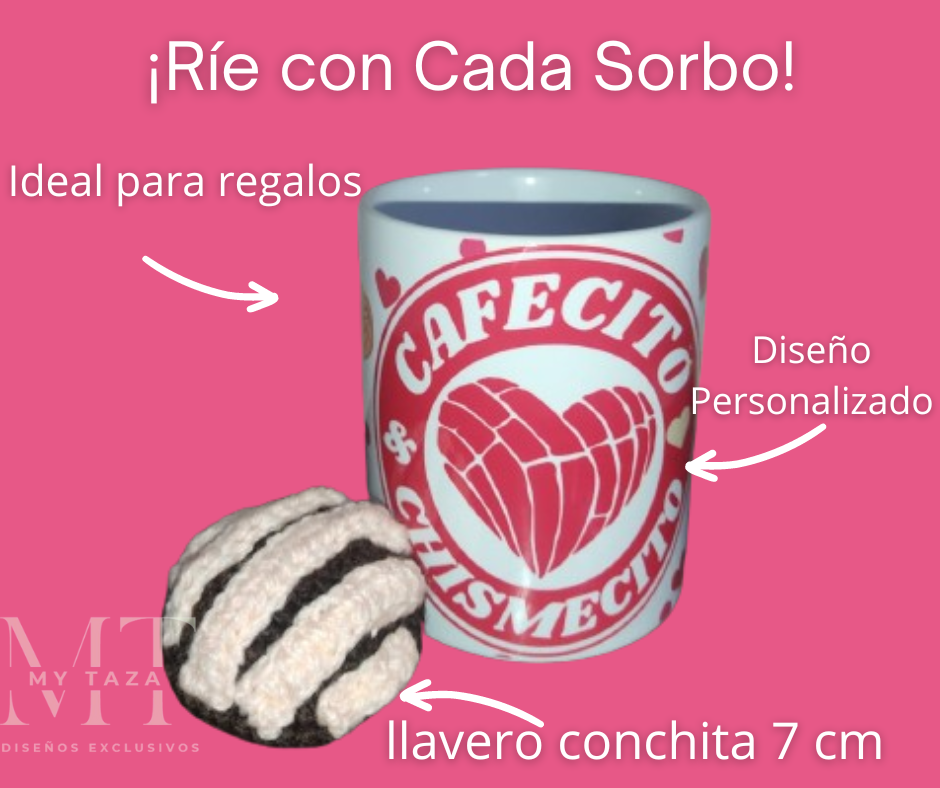 ¡Ríe con Cada Sorbo!
Ideal para regalos
CAFECITO
& CHISMECITO
Diseño
Personalizado
MT
MY TAZA
DISEÑOS EXCLUSIVOS
llavero conchita 7 cm